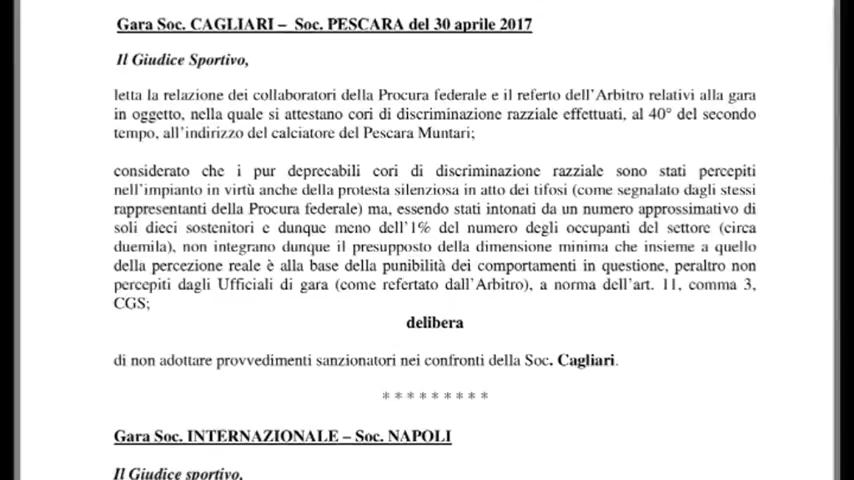 Gara Soc. CAGLIARI – Soc. PESCARA del 30 aprile 2017
Il Giudice Sportivo,
letta la relazione dei collaboratori della Procura federale e il referto dell'Arbitro relativi alla gara
in oggetto, nella quale si attestano cori di discriminazione razziale effettuati, al 40° del secondo
tempo, all'indirizzo del calciatore del Pescara Muntari;
considerato che i pur deprecabili cori di discriminazione razziale sono stati percepiti
nell'impianto in virtù anche della protesta silenziosa in atto dei tifosi (come segnalato dagli stessi
rappresentanti della Procura federale) ma, essendo stati intonati da un numero approssimativo di
soli dieci sostenitori e dunque meno dell'1% del numero degli occupanti del settore (circa
duemila), non integrano dunque il presupposto della dimensione minima che insieme a quello
della percezione reale è alla base della punibilità dei comportamenti in questione, peraltro non
percepiti dagli Ufficiali di gara (come refertato dall'Arbitro), a norma dell'art. 11, comma 3,
CGS;
delibera
di non adottare provvedimenti sanzionatori nei confronti della Soc. Cagliari.
* * * * * * * * *
Gara Soc. INTERNAZIONALE – Soc. NAPOLI
Il Giudice sportivo,